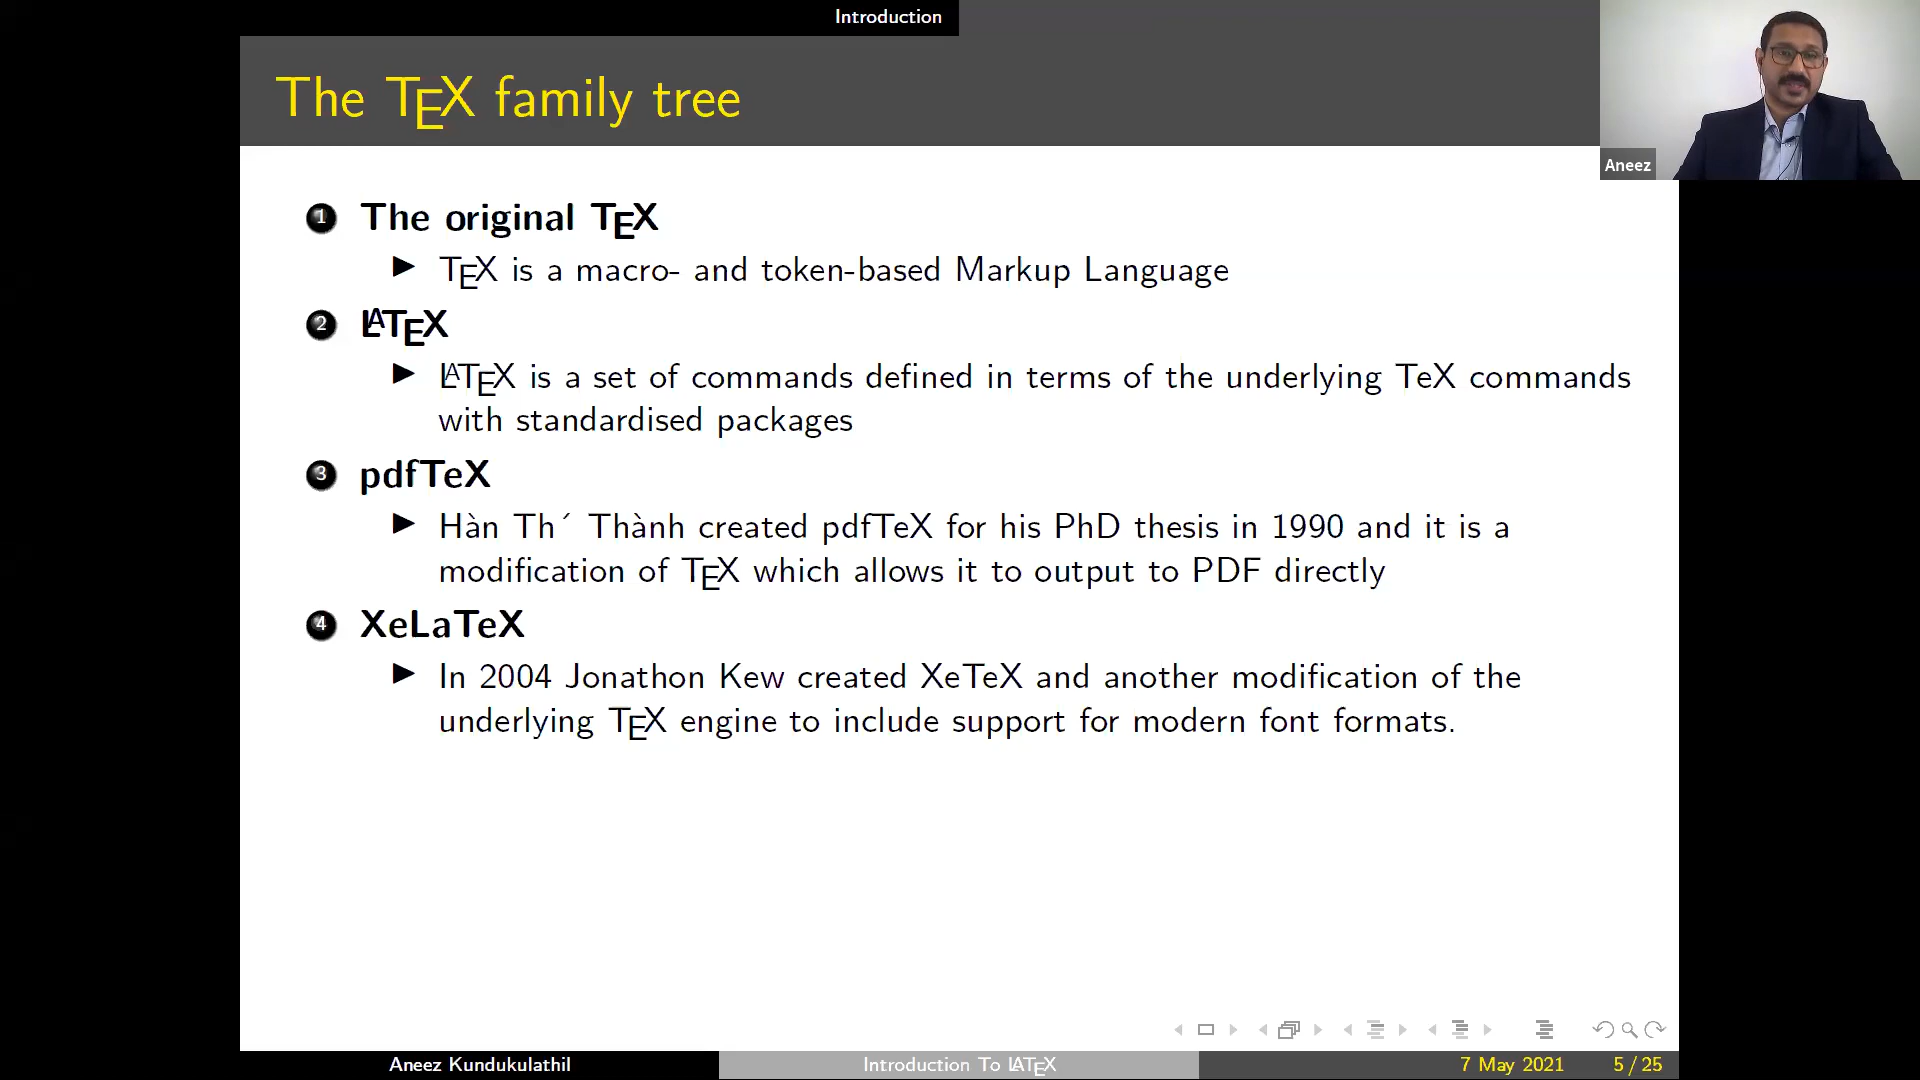 Introduction
The TEX family tree
Aneez
1 The original TEX
TEX is a macro- and token-based Markup Language
2 LATEX
LATEX is a set of commands defined in terms of the underlying TeX commands
with standardised packages
3 pdfTeX
Hàn Th´ Thành created pdfTeX for his PhD thesis in 1990 and it is a
modification of TEX which allows it to output to PDF directly
4 XeLaTeX
In 2004 Jonathon Kew created XeTeX and another modification of the
underlying TEX engine to include support for modern font formats.
Aneez Kundukulathil
Introduction To LATEX
7 May 2021
5 / 25